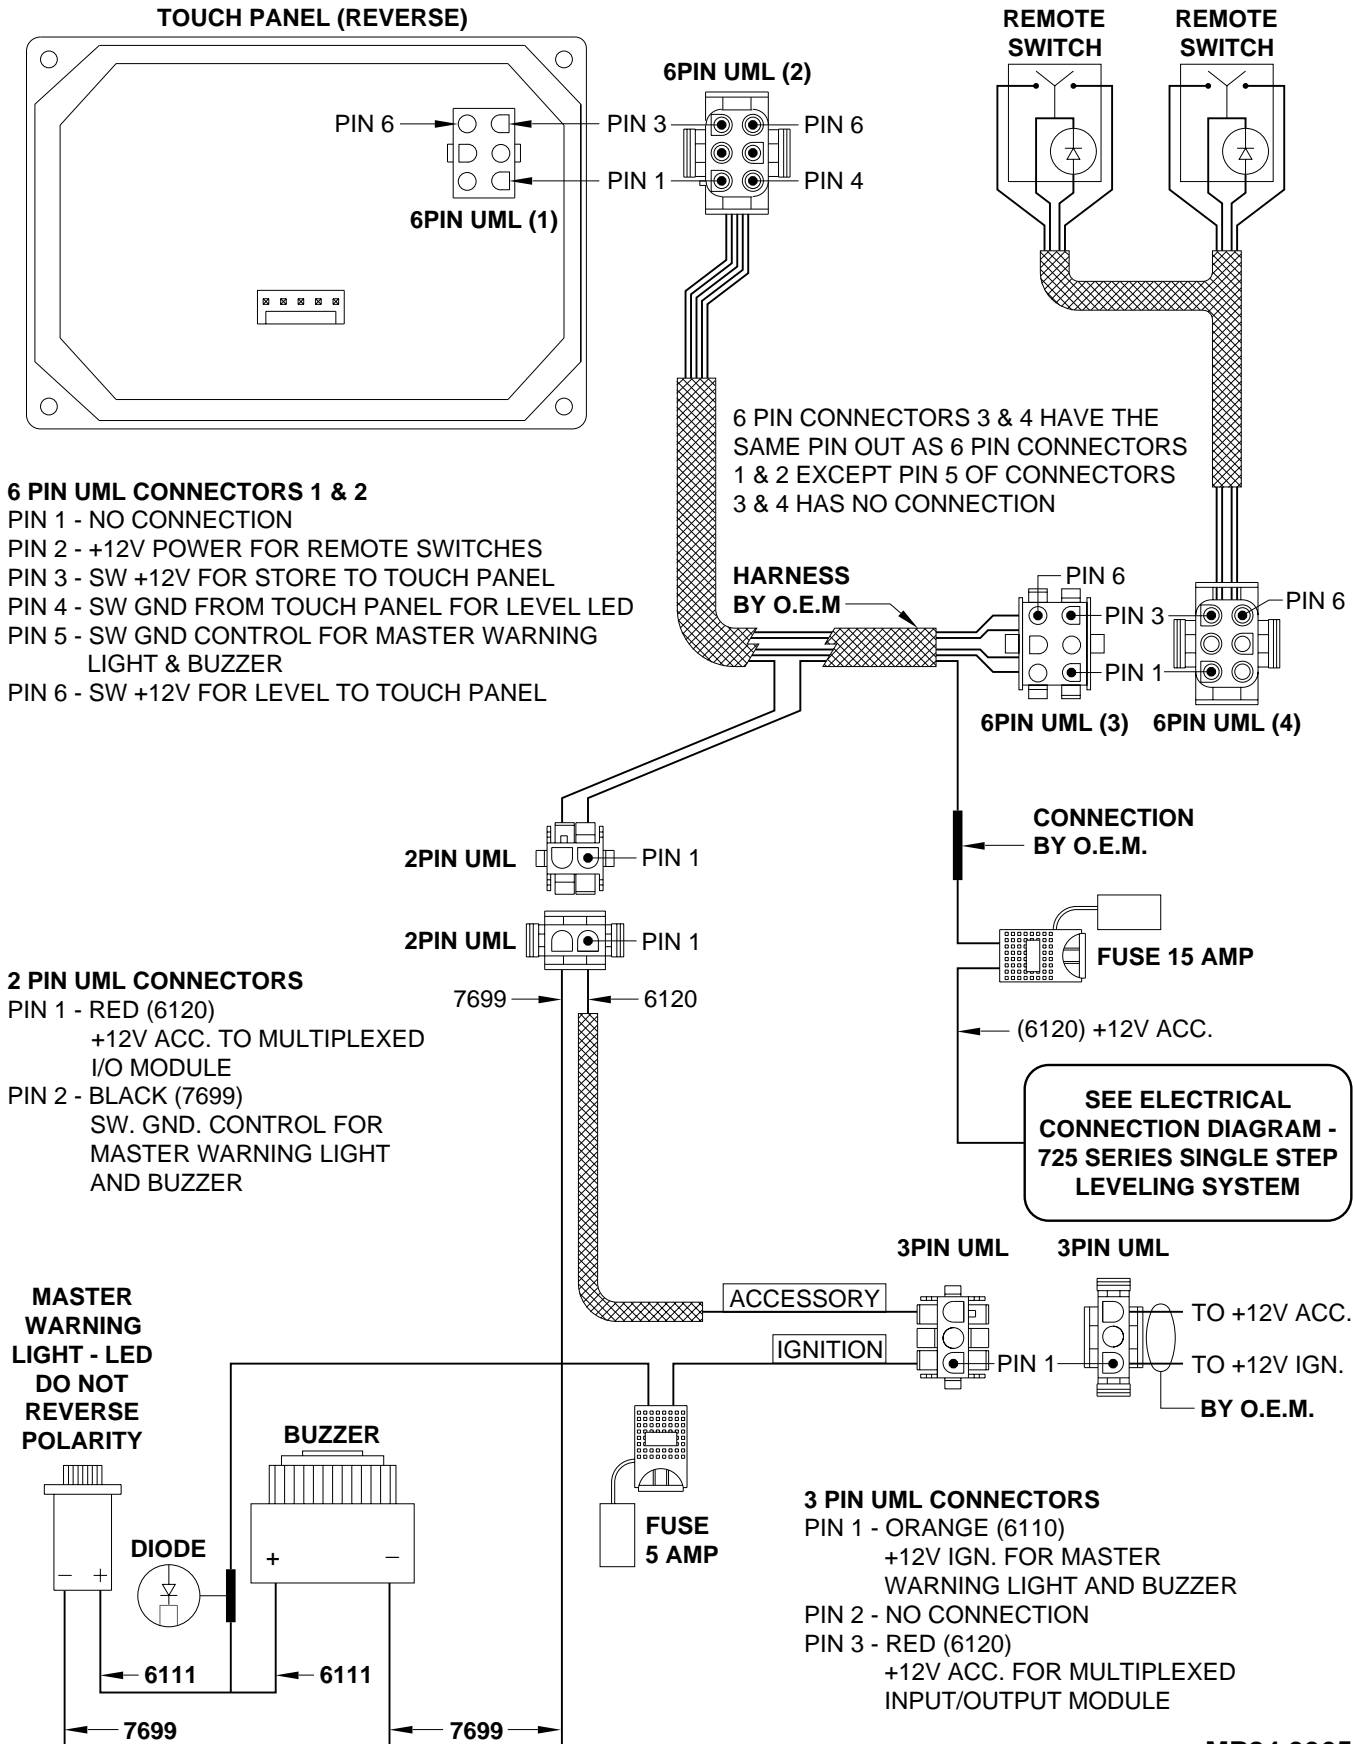 TOUCH PANEL (REVERSE)
REMOTE
SWITCH
REMOTE
SWITCH
6PIN UML (2)
PIN 6
PIN 3
PIN 6
PIN 1
PIN 4
6PIN UML (1)
6 PIN CONNECTORS 3 & 4 HAVE THE
SAME PIN OUT AS 6 PIN CONNECTORS
1 & 2 EXCEPT PIN 5 OF CONNECTORS
3 & 4 HAS NO CONNECTION
6 PIN UML CONNECTORS 1 & 2
PIN 1 - NO CONNECTION
PIN 2 - +12V POWER FOR REMOTE SWITCHES
PIN 3 - SW +12V FOR STORE TO TOUCH PANEL
PIN 4 - SW GND FROM TOUCH PANEL FOR LEVEL LED
PIN 5 - SW GND CONTROL FOR MASTER WARNING
LIGHT & BUZZER
PIN 6 - SW +12V FOR LEVEL TO TOUCH PANEL
HARNESS
BY O.E.M
PIN 6
PIN 3
PIN 6
PIN 1
6PIN UML (3)
6PIN UML (4)
CONNECTION
BY O.E.M.
2PIN UML
PIN 1
2PIN UML
PIN 1
FUSE 15 AMP
7699
6120
(6120) +12V ACC.
2 PIN UML CONNECTORS
PIN 1 - RED (6120)
+12V ACC. TO MULTIPLEXED
I/O MODULE
PIN 2 - BLACK (7699)
SW. GND. CONTROL FOR
MASTER WARNING LIGHT
AND BUZZER
SEE ELECTRICAL
CONNECTION DIAGRAM -
725 SERIES SINGLE STEP
LEVELING SYSTEM
3PIN UML
3PIN UML
ACCESSORY
TO +12V ACC.
IGNITION
PIN 1
TO +12V IGN.
BY O.E.M.
MASTER
WARNING
LIGHT - LED
DO NOT
REVERSE
POLARITY
BUZZER
+
−
− +
DIODE
FUSE
5 AMP
6111
6111
7699
7699
3 PIN UML CONNECTORS
PIN 1 - ORANGE (6110)
+12V IGN. FOR MASTER
WARNING LIGHT AND BUZZER
PIN 2 - NO CONNECTION
PIN 3 - RED (6120)
+12V ACC. FOR MULTIPLEXED
INPUT/OUTPUT MODULE